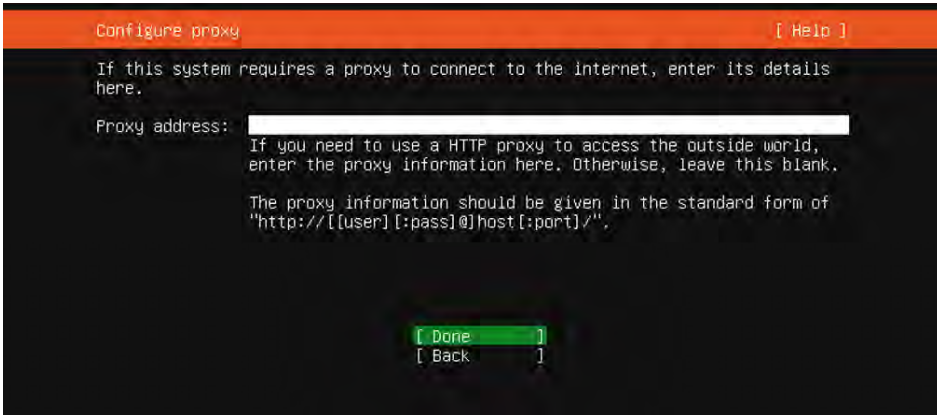 Configure proxy [ Help ]
If this system requires a proxy to connect to the internet, enter its details
here.
Proxy address:
If you need to use a HTTP proxy to access the outside world,
enter the proxy information here. Otherwise, leave this blank.
The proxy information should be given in the standard form of
"http://[[user][:pass]@]host[:port]/".
[ Done ]
[ Back ]